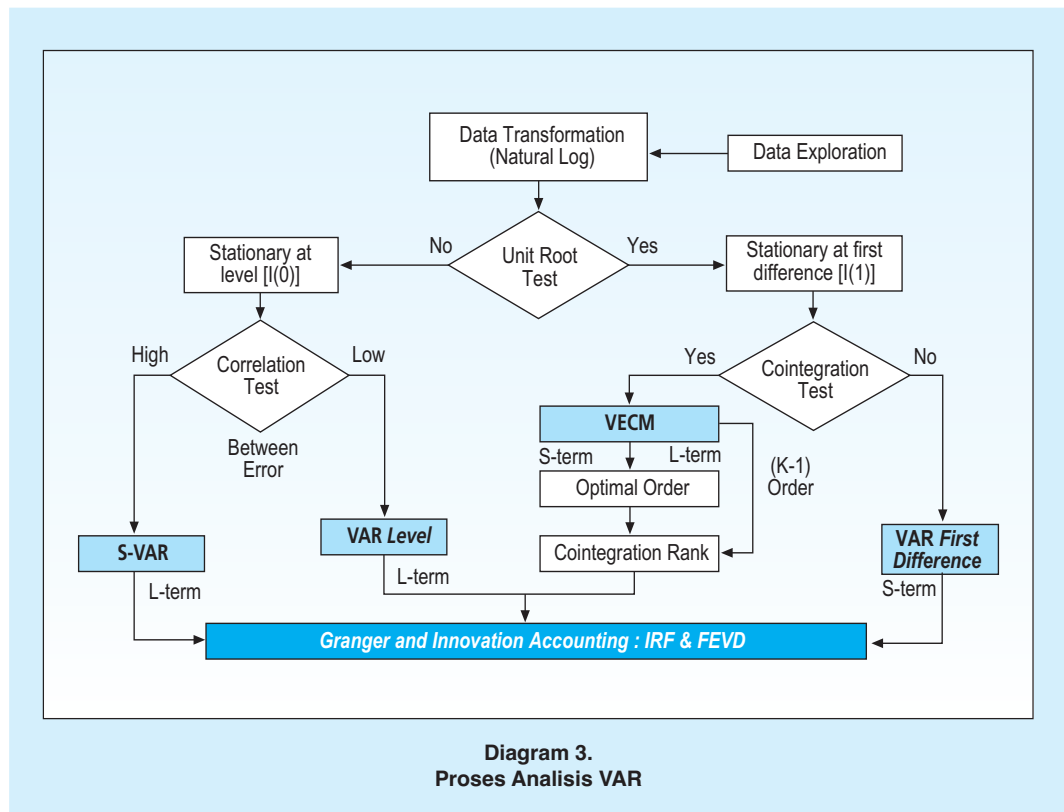 Data Transformation
(Natural Log)
Data Exploration
No
Unit Root
Test
Yes
Stationary at
level [I(0)]
Stationary at first
difference [I(1)]
High
Correlation
Test
Low
Between
Error
Yes
Cointegration
Test
No
VECM
S-term
L-term
(K-1)
Order
Optimal Order
Cointegration Rank
S-VAR
L-term
VAR Level
L-term
VAR First
Difference
S-term
Granger and Innovation Accounting : IRF & FEVD
Diagram 3.
Proses Analisis VAR